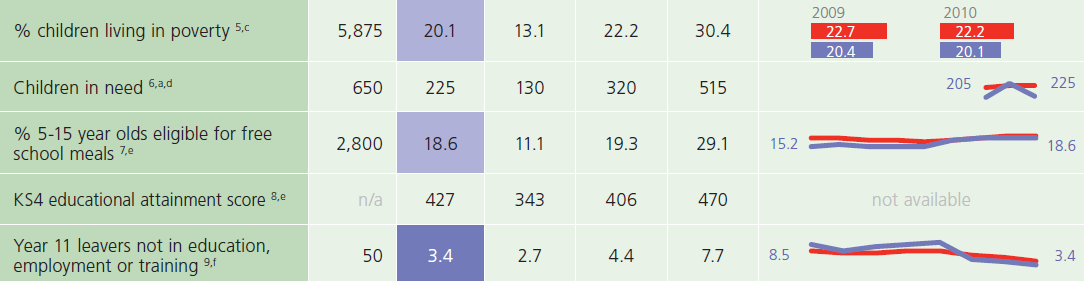 % children living in poverty 5,c 5,875 20.1 13.1 22.2 30.4
2009 2010
22.7 22.2
20.4 20.1
Children in need 6,a,d 650 225 130 320 515 205 225
% 5-15 year olds eligible for free
school meals 7,e 2,800 18.6 11.1 19.3 29.1 15.2 18.6
KS4 educational attainment score 8,e n/a 427 343 406 470 not available
Year 11 leavers not in education,
employment or training 9,f 50 3.4 2.7 4.4 7.7 8.5 3.4